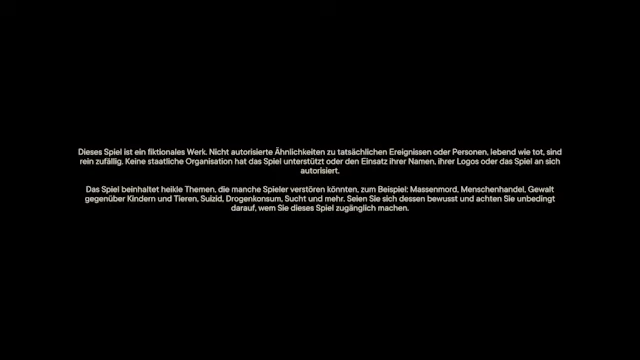 Dieses Spiel ist ein fiktionales Werk. Nicht autorisierte Ähnlichkeiten zu tatsächlichen Ereignissen oder Personen, lebend wie tot, sind
rein zufällig. Keine staatliche Organisation hat das Spiel unterstützt oder den Einsatz ihrer Namen, ihrer Logos oder das Spiel an sich
autorisiert.
Das Spiel beinhaltet heikle Themen, die manche Spieler verstören könnten, zum Beispiel: Massenmord, Menschenhandel, Gewalt
gegenüber Kindern und Tieren, Suizid, Drogenkonsum, Sucht und mehr. Seien Sie sich dessen bewusst und achten Sie unbedingt
darauf, wem Sie dieses Spiel zugänglich machen.